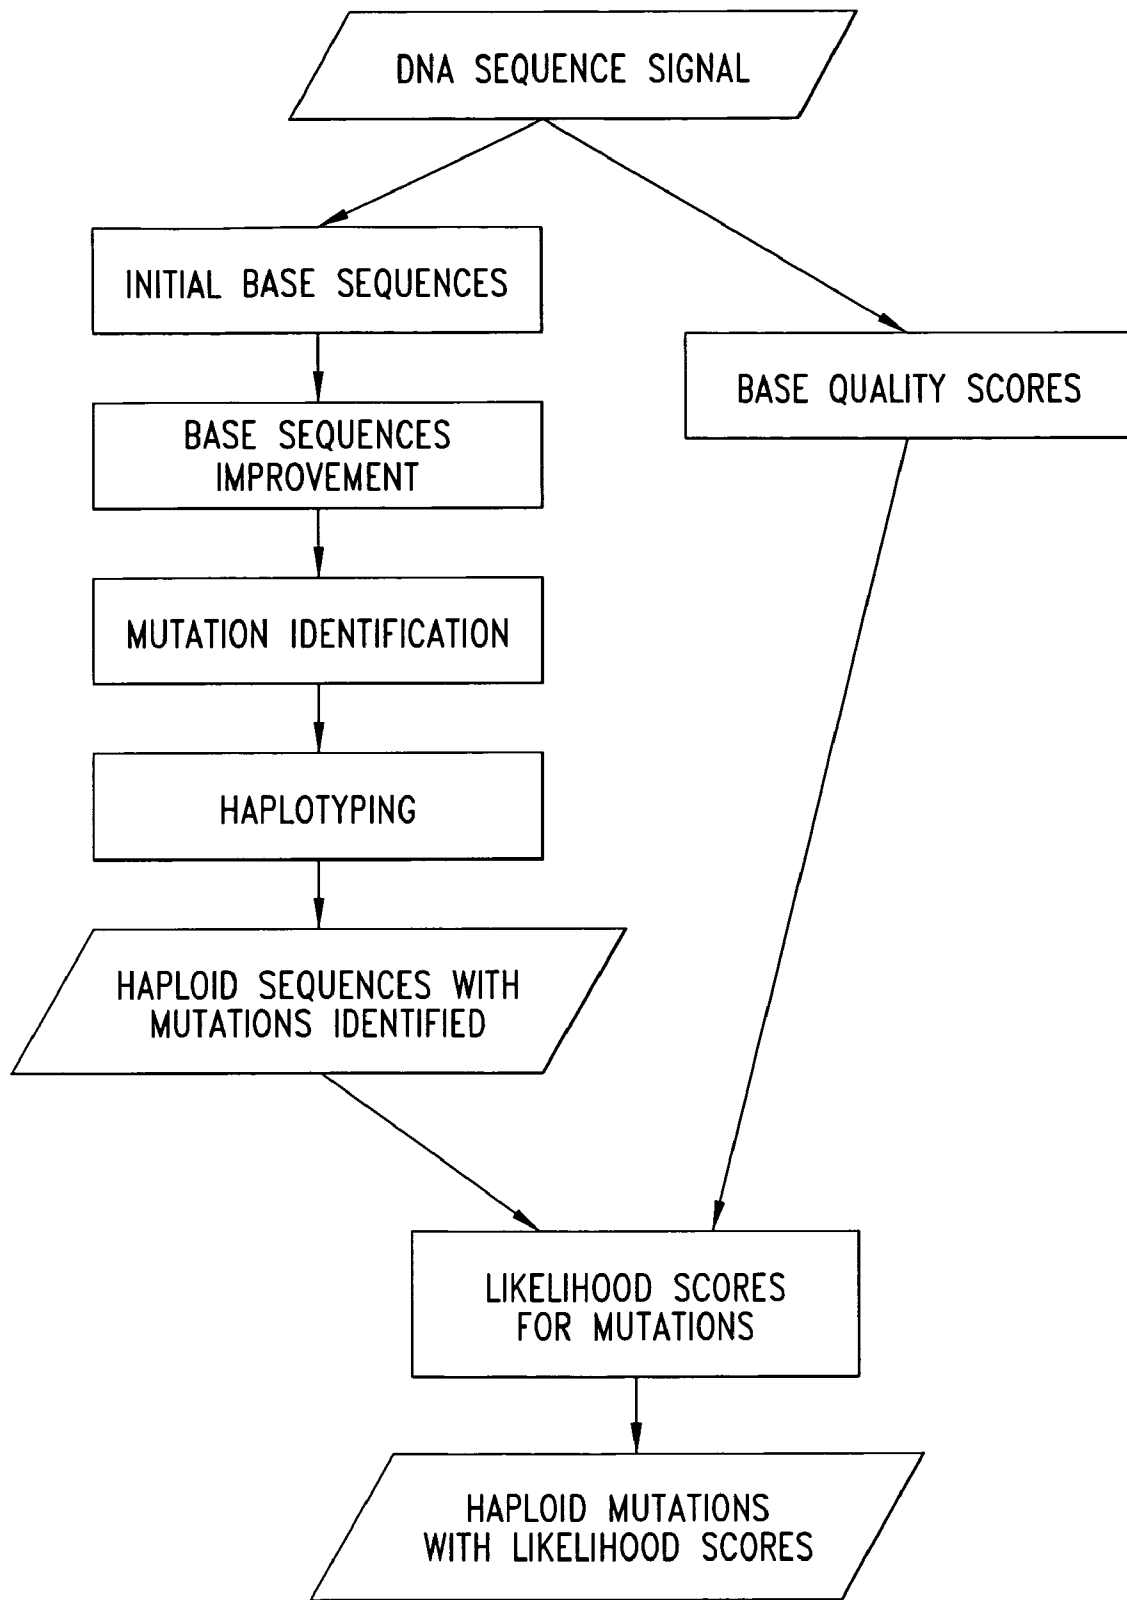 DNA SEQUENCE SIGNAL
INITIAL BASE SEQUENCES
BASE QUALITY SCORES
BASE SEQUENCES
IMPROVEMENT
MUTATION IDENTIFICATION
HAPLOTYPING
HAPLOID SEQUENCES WITH
MUTATIONS IDENTIFIED
LIKELIHOOD SCORES
FOR MUTATIONS
HAPLOID MUTATIONS
WITH LIKELIHOOD SCORES